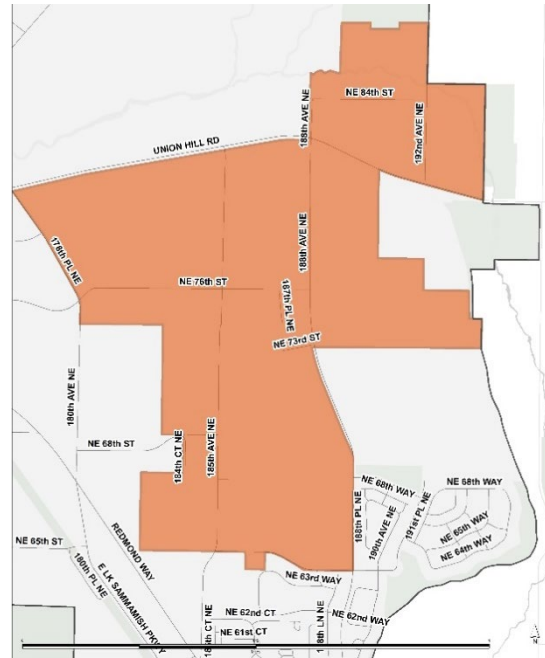 NE 84th ST
188th AVE NE
192nd AVE NE
UNION HILL RD
178th PL NE
188th AVE NE
NE 76th ST
187th PL NE
NE 73rd ST
180th AVE NE
NE 68th ST
184th CT NE
185th AVE NE
NE 68th WAY
NE 68th WAY
188th PL NE
190th AVE NE
191st PL NE
NE 65th WAY
NE 64th WAY
NE 65th ST
REDMOND WAY
180th PL NE
E LK SAMMAMISH PKWY
NE 63rd WAY
NE 62nd CT
NE 62nd WAY
NE 61st CT
188th LN NE
N